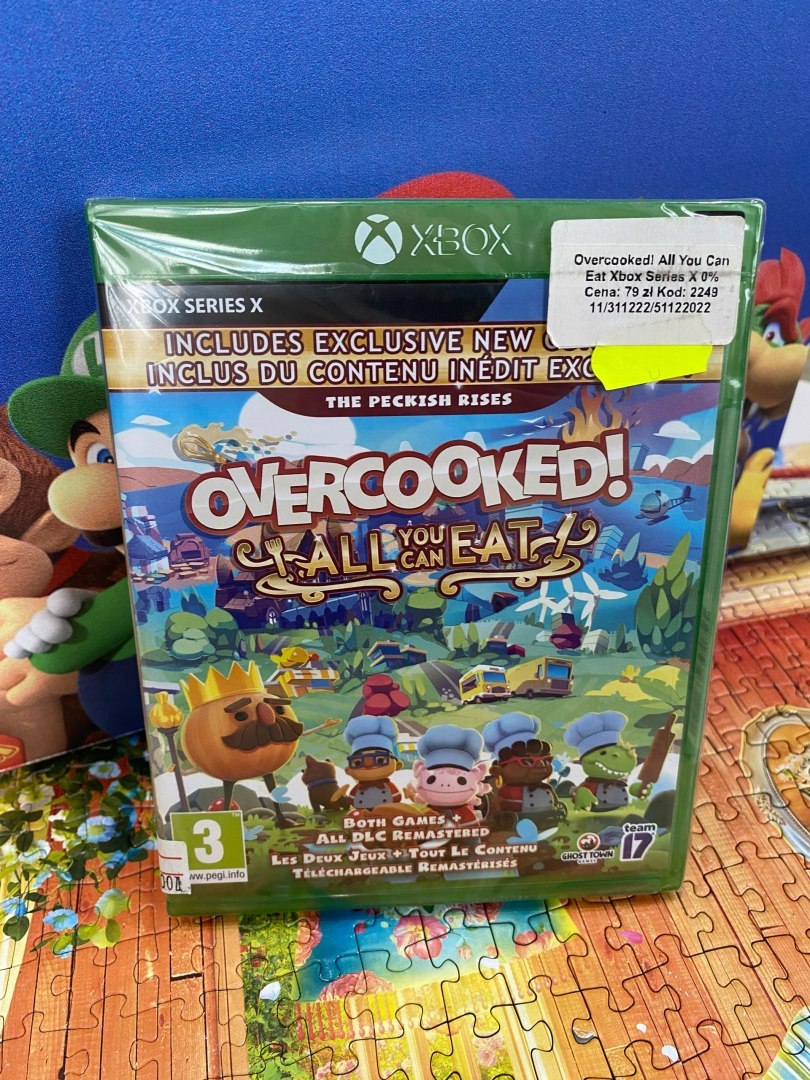 XBOX
Overcooked! All You Can
Eat Xbox Series X 0%
Cena: 79 zł Kod: 2249
11/311222/51122022
XBOX SERIES X
INCLUDES EXCLUSIVE NEW
INCLUS DU CONTENU INÉDIT
THE PECKISH RISES
OVERCOOKED!
ALL YOU CAN EAT
BOTH GAMES +
ALL DLC REMASTERED
LES DEUX JEUX + TOUT LE CONTENU
TÉLÉCHARGEABLE REMASTÉRISÉS
3
www.pegi.info
GHOST TOWN
GAMES
team
17